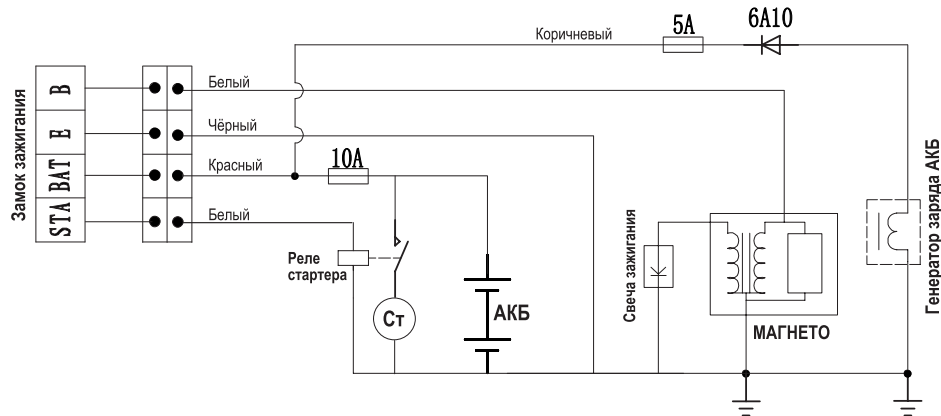 Коричневый
5A
6A10
Замок зажигания
B
E
BAT
STA
Белый
Чёрный
Красный
Белый
10A
Реле
стартера
Ст
АКБ
Свеча зажигания
МАГНЕТО
Генератор заряда АКБ